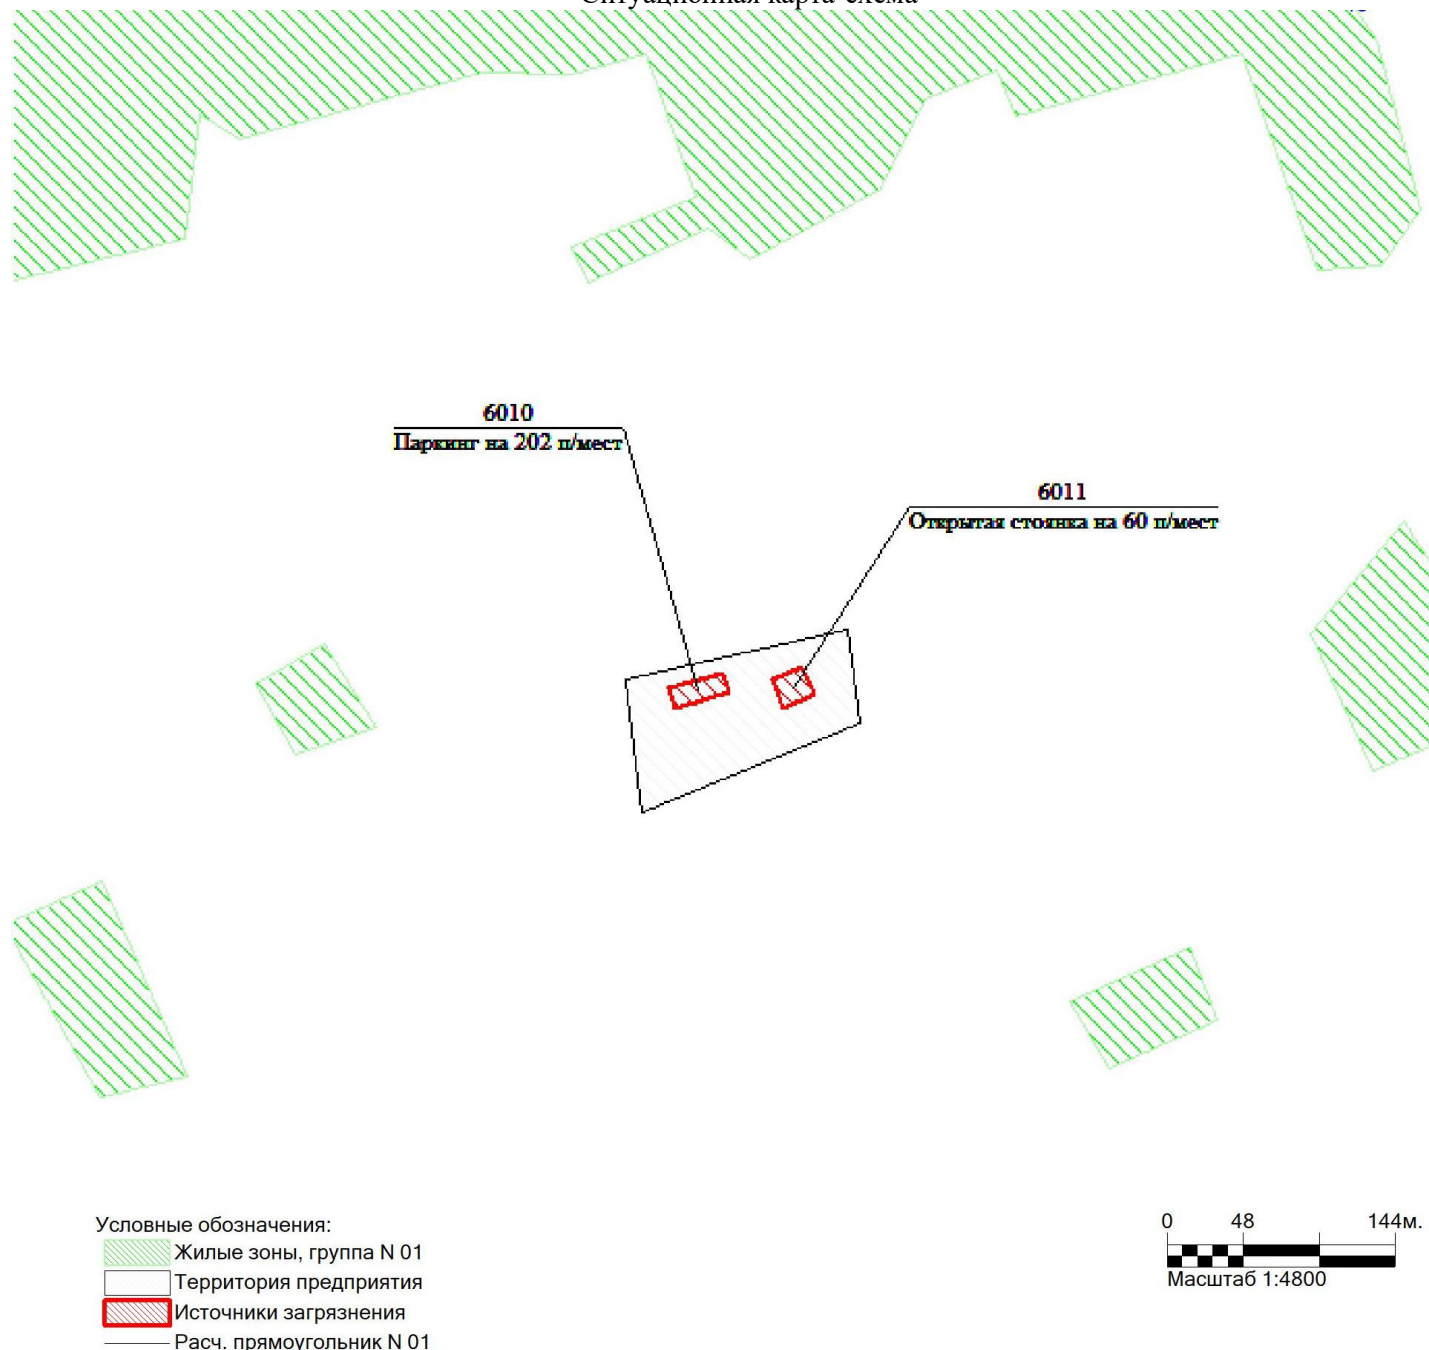 Ситуационная карта-схема
6010
Паркинг на 202 п/мест
6011
Открытая стоянка на 60 п/мест
Условные обозначения:
Жилые зоны, группа N 01
Территория предприятия
Источники загрязнения
Расч. прямоугольник N 01
0 48 144м.
Масштаб 1:4800